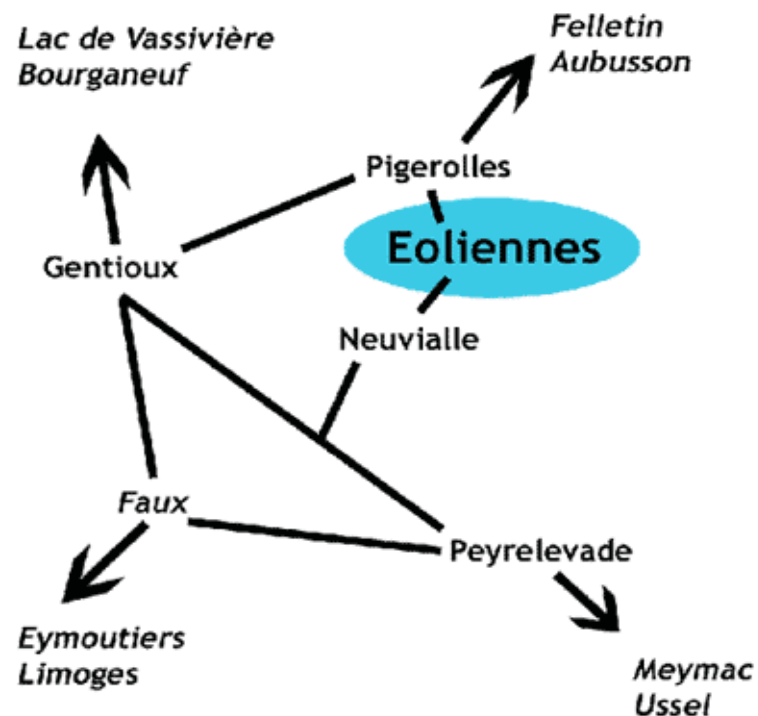 Lac de Vassivière
Bourganeuf
Felletin
Aubusson
Pigerolles
Eoliennes
Gentioux
Neuvialle
Faux
Peyrelevade
Eymoutiers
Limoges
Meymac
Ussel